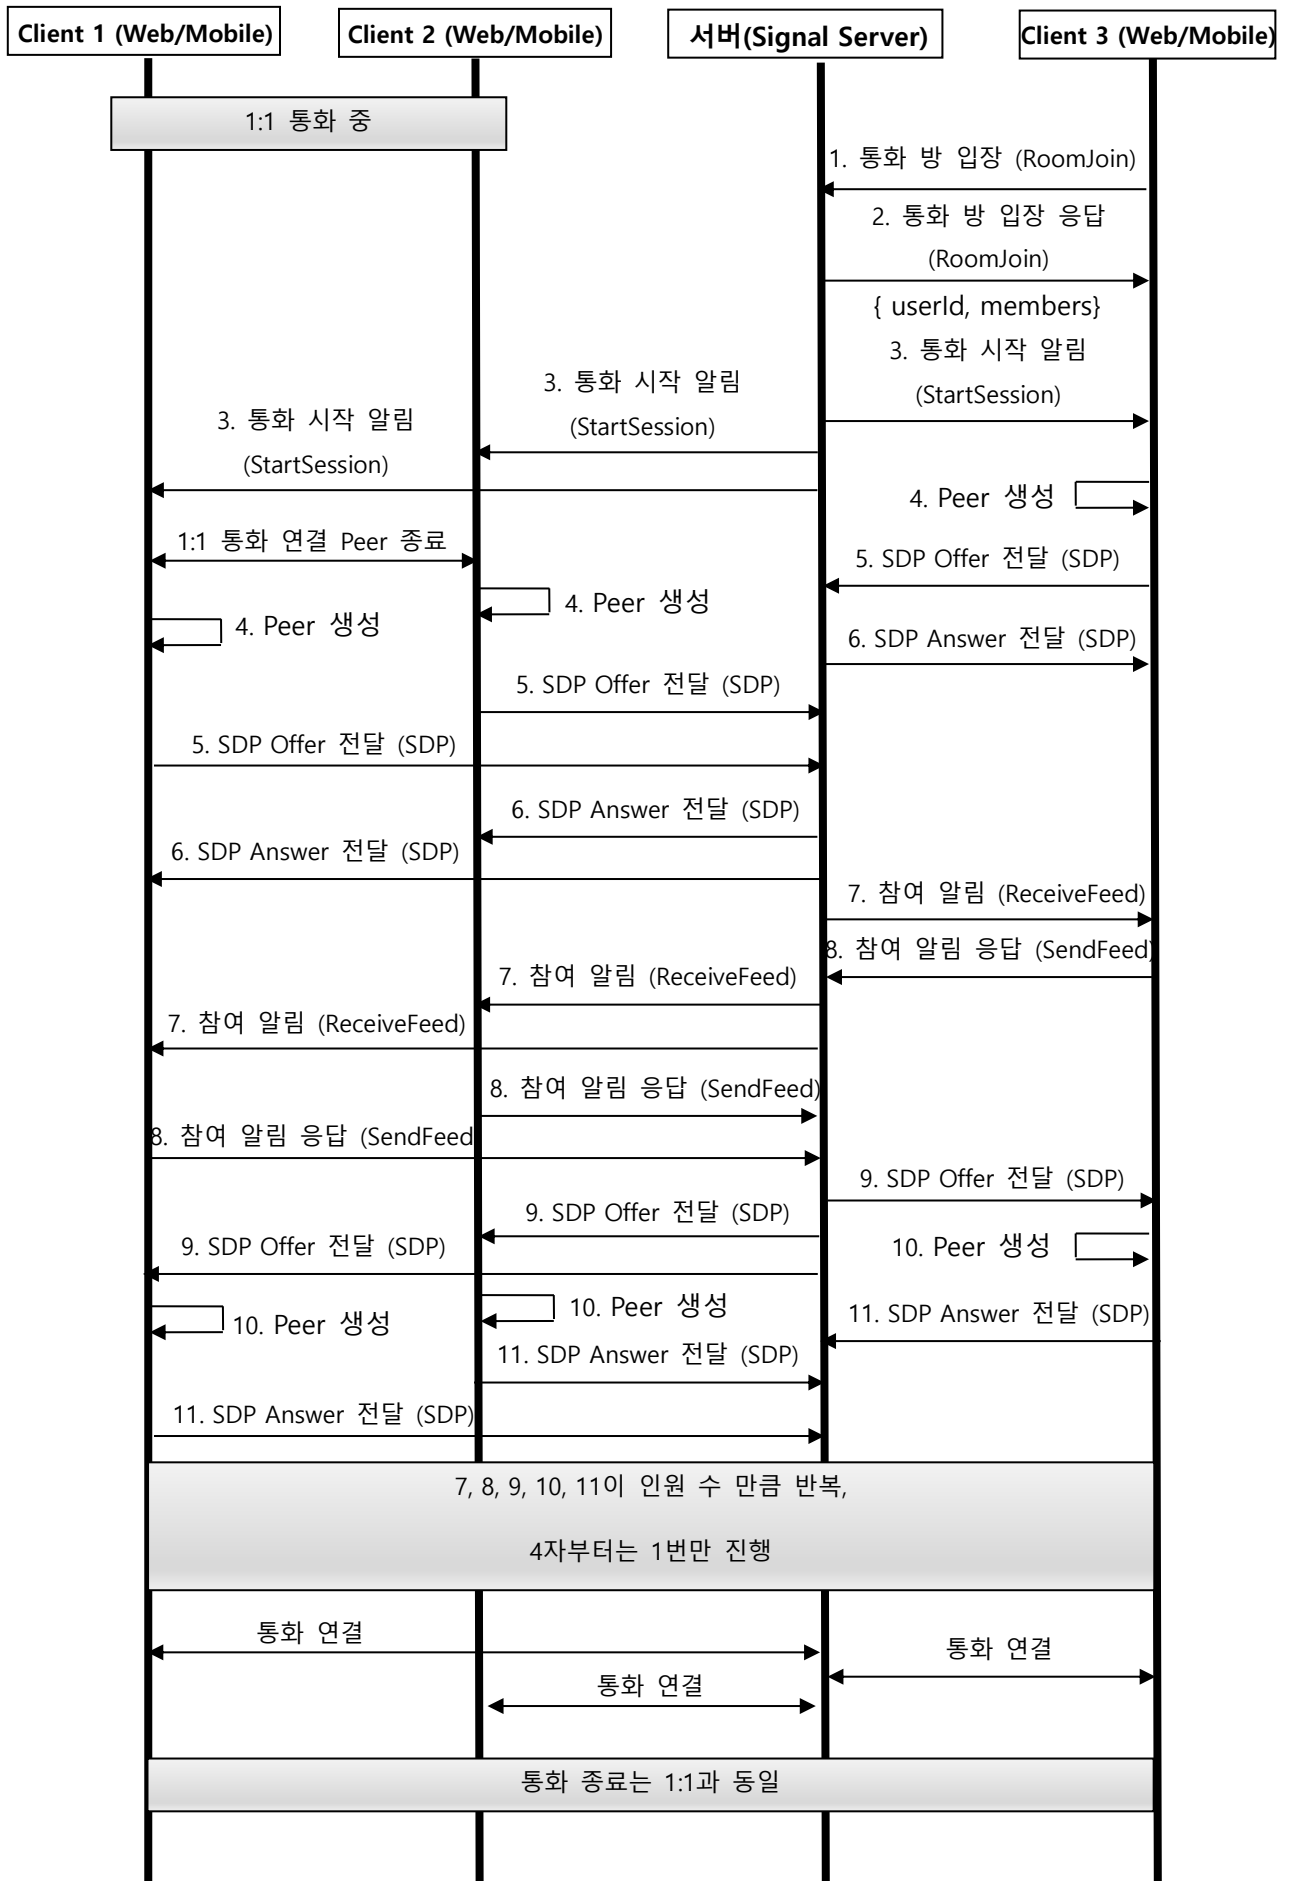 Client 1 (Web/Mobile)
Client 2 (Web/Mobile)
서버(Signal Server)
Client 3 (Web/Mobile)
1:1 통화 중
1. 통화 방 입장 (RoomJoin)
2. 통화 방 입장 응답
(RoomJoin)
{ userId, members}
3. 통화 시작 알림
(StartSession)
3. 통화 시작 알림
(StartSession)
3. 통화 시작 알림
(StartSession)
4. Peer 생성
1:1 통화 연결 Peer 종료
5. SDP Offer 전달 (SDP)
4. Peer 생성
4. Peer 생성
6. SDP Answer 전달 (SDP)
5. SDP Offer 전달 (SDP)
5. SDP Offer 전달 (SDP)
6. SDP Answer 전달 (SDP)
6. SDP Answer 전달 (SDP)
7. 참여 알림 (ReceiveFeed)
8. 참여 알림 응답 (SendFeed)
7. 참여 알림 (ReceiveFeed)
7. 참여 알림 (ReceiveFeed)
8. 참여 알림 응답 (SendFeed)
8. 참여 알림 응답 (SendFeed
9. SDP Offer 전달 (SDP)
9. SDP Offer 전달 (SDP)
9. SDP Offer 전달 (SDP)
10. Peer 생성
10. Peer 생성
10. Peer 생성
11. SDP Answer 전달 (SDP)
11. SDP Answer 전달 (SDP)
11. SDP Answer 전달 (SDP)
7, 8, 9, 10, 11이 인원 수 만큼 반복,
4자부터는 1번만 진행
통화 연결
통화 연결
통화 연결
통화 종료는 1:1과 동일